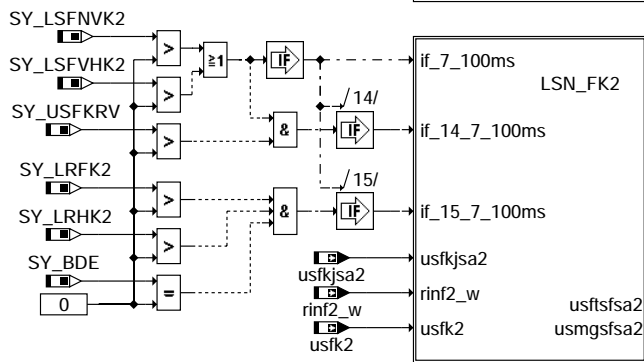 SY_LSFNVK2
SY_LSFVHK2
SY_USFKRV
SY_LRFK2
SY_LRHK2
SY_BDE
0
>
>
>
>
>
=
≥1
&
&
IF
/14/
IF
/15/
IF
usfkjsa2
rinf2_w
usfk2
if_7_100ms
LSN_FK2
if_14_7_100ms
if_15_7_100ms
usfkjsa2
rinf2_w
usfk2
usftsfsa2
usmgsfsa2